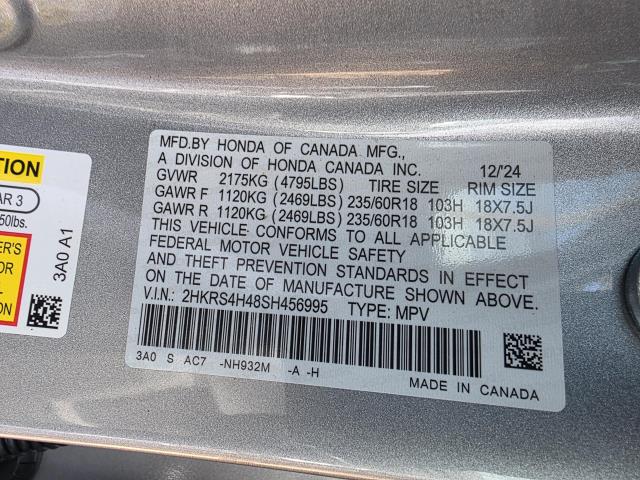 MFD.BY HONDA OF CANADA MFG.,
A DIVISION OF HONDA CANADA INC. 12/'24
GVWR 2175KG (4795LBS) TIRE SIZE RIM SIZE
GAWR F 1120KG (2469LBS) 235/60R18 103H 18X7.5J
GAWR R 1120KG (2469LBS) 235/60R18 103H 18X7.5J
THIS VEHICLE CONFORMS TO ALL APPLICABLE
FEDERAL MOTOR VEHICLE SAFETY
AND THEFT PREVENTION STANDARDS IN EFFECT
ON THE DATE OF MANUFACTURE SHOWN ABOVE.
V.I.N.: 2HKRS4H48SH456995 TYPE: MPV
3A0 S AC7 -NH932M -A -H
MADE IN CANADA
3
3A0 A1